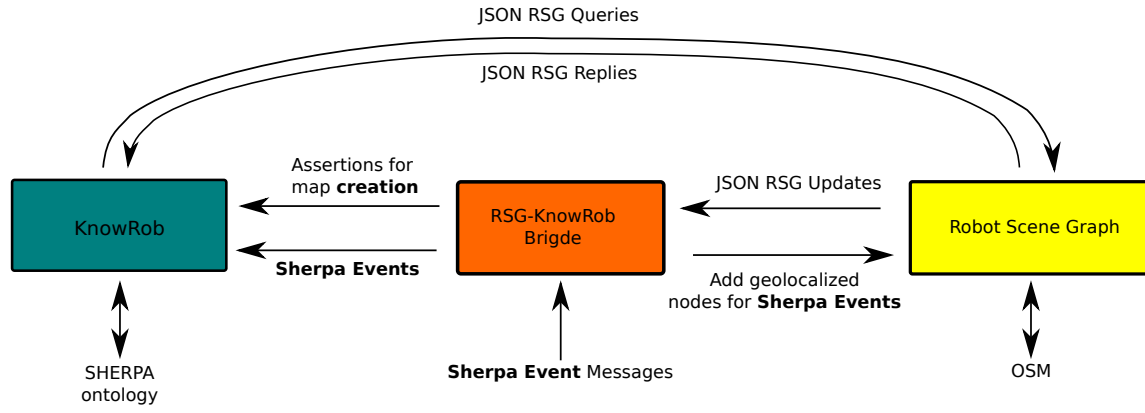 JSON RSG Queries
JSON RSG Replies
Assertions for
map creation
JSON RSG Updates
KnowRob
RSG-KnowRob
Brigde
Robot Scene Graph
Sherpa Events
Add geolocalized
nodes for Sherpa Events
SHERPA
ontology
Sherpa Event Messages
OSM